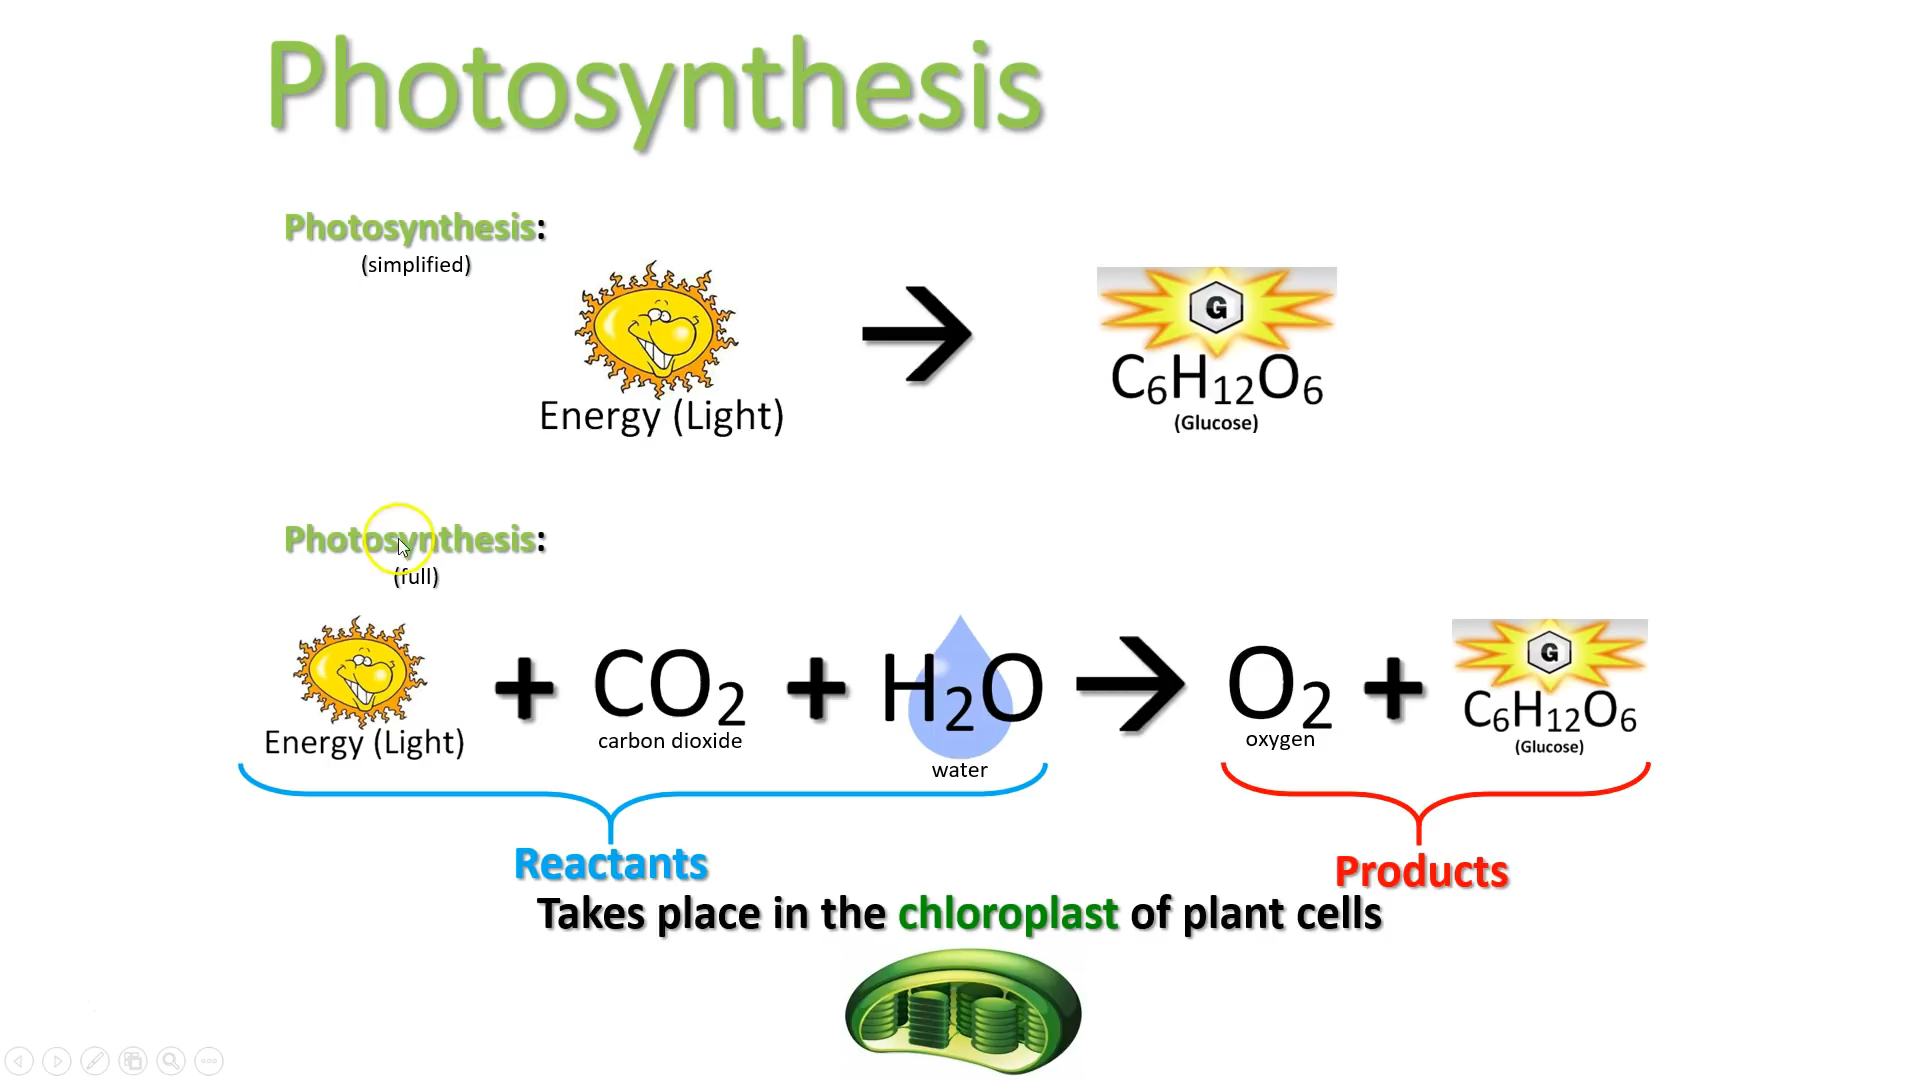 Photosynthesis
Photosynthesis:
(simplified)
G
Energy (Light) → C₆H₁₂O₆
(Glucose)
Photosynthesis:
(full)
G
+ CO₂ + H₂O → O₂ + C₆H₁₂O₆
Energy (Light) carbon dioxide oxygen (Glucose)
water
Reactants Products
Takes place in the chloroplast of plant cells